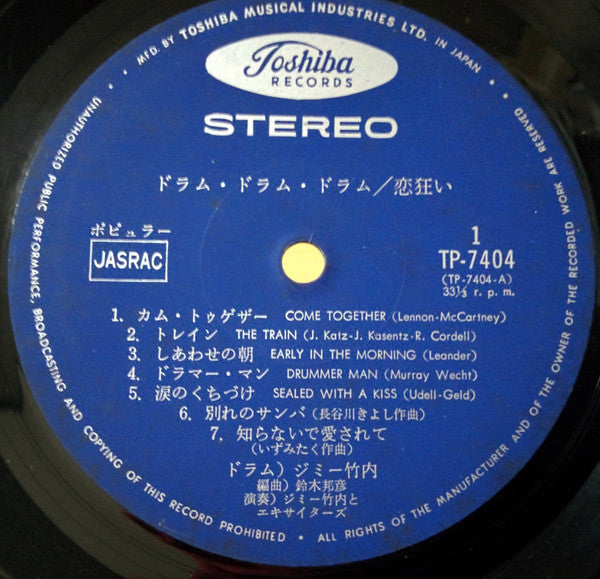 MFD. BY TOSHIBA MUSICAL INDUSTRIES, LTD. IN JAPAN • ALL RIGHTS OF THE MANUFACTURER AND OF THE OWNER OF THE RECORDED WORK ARE RESERVED
UNAUTHORIZED PUBLIC PERFORMANCE, BROADCASTING AND COPYING OF THIS RECORD PROHIBITED •
Toshiba
RECORDS
STEREO
ドラム・ドラム・ドラム/恋狂い
ポピュラー
JASRAC
1
TP-7404
(TP-7404-A)
33⅓ r. p. m.
1. カム・トゥゲザー COME TOGETHER (Lennon-McCartney)
2. トレイン THE TRAIN (J. Katz-J. Kasentz-R. Cordell)
3. しあわせの朝 EARLY IN THE MORNING (Leander)
4. ドラマー・マン DRUMMER MAN (Murray Wecht)
5. 涙のくちづけ SEALED WITH A KISS (Udeli-Geld)
6. 別れのサンバ (長谷川きよし作曲)
7. 知らないで愛されて
(いずみたく作曲)
ドラム) ジミー竹内
編曲) 鈴木邦彦
演奏) ジミー竹内と
エキサイターズ